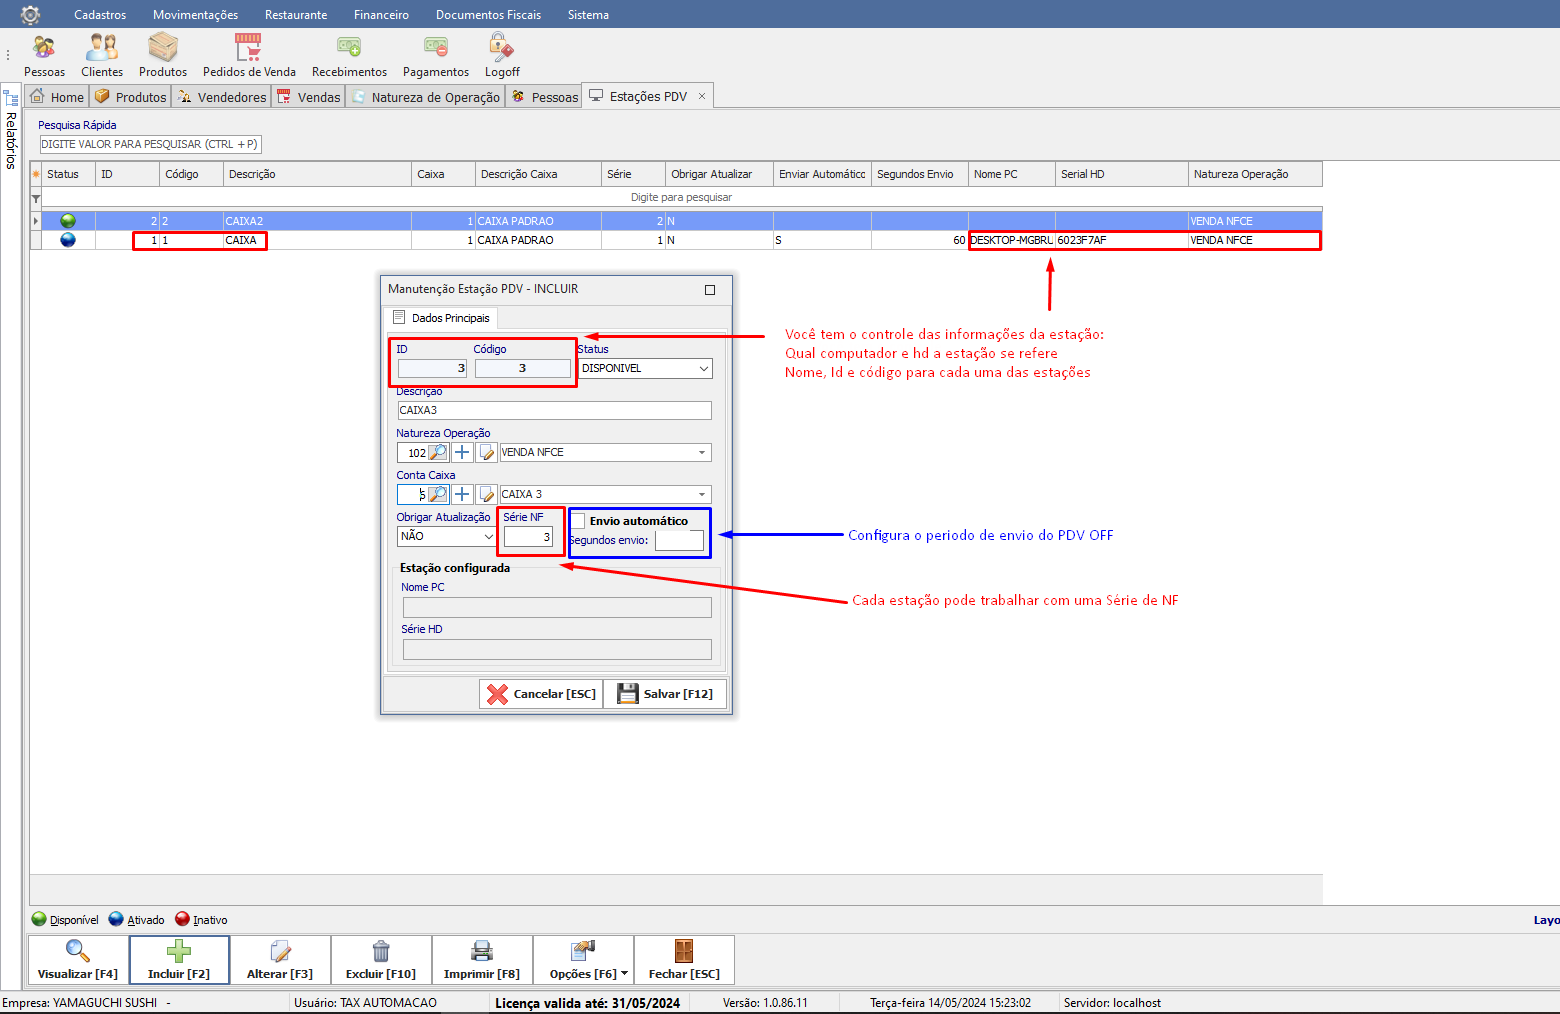 Cadastros Movimentações Restaurante Financeiro Documentos Fiscais Sistema
Pessoas Clientes Produtos Pedidos de Venda Recebimentos Pagamentos Logoff
Home Produtos Vendedores Vendas Natureza de Operação Pessoas Estações PDV ×
Relatórios
Pesquisa Rápida
DIGITE VALOR PARA PESQUISAR (CTRL +P)
Status ID Código Descrição Caixa Descrição Caixa Série Obrigar Atualizar Enviar Automático Segundos Envio Nome PC Serial HD Natureza Operação
Digite para pesquisar
2 2 CAIXA2 1 CAIXA PADRAO 2 N VENDA NFCE
1 1 CAIXA 1 CAIXA PADRAO 1 N S 60 DESKTOP-MGBRU 6023F7AF VENDA NFCE
Manutenção Estação PDV - INCLUIR
Dados Principais
ID Código Status
3 3 DISPONIVEL
Descrição
CAIXA3
Natureza Operação
102 VENDA NFCE
Conta Caixa
5 CAIXA 3
Obrigar Atualização Série NF Envio automático
NÃO 3 Segundos envio:
Estação configurada
Nome PC
Série HD
Cancelar [ESC] Salvar [F12]
Você tem o controle das informações da estação:
Qual computador e hd a estação se refere
Nome, Id e código para cada uma das estações
Configura o periodo de envio do PDV OFF
Cada estação pode trabalhar com uma Série de NF
Disponível Ativado Inativo Layo
Visualizar [F4] Incluir [F2] Alterar [F3] Excluir [F10] Imprimir [F8] Opções [F6] Fechar [ESC]
Empresa: YAMAGUCHI SUSHI - Usuário: TAX AUTOMACAO Licença valida até: 31/05/2024 Versão: 1.0.86.11 Terça-feira 14/05/2024 15:23:02 Servidor: localhost